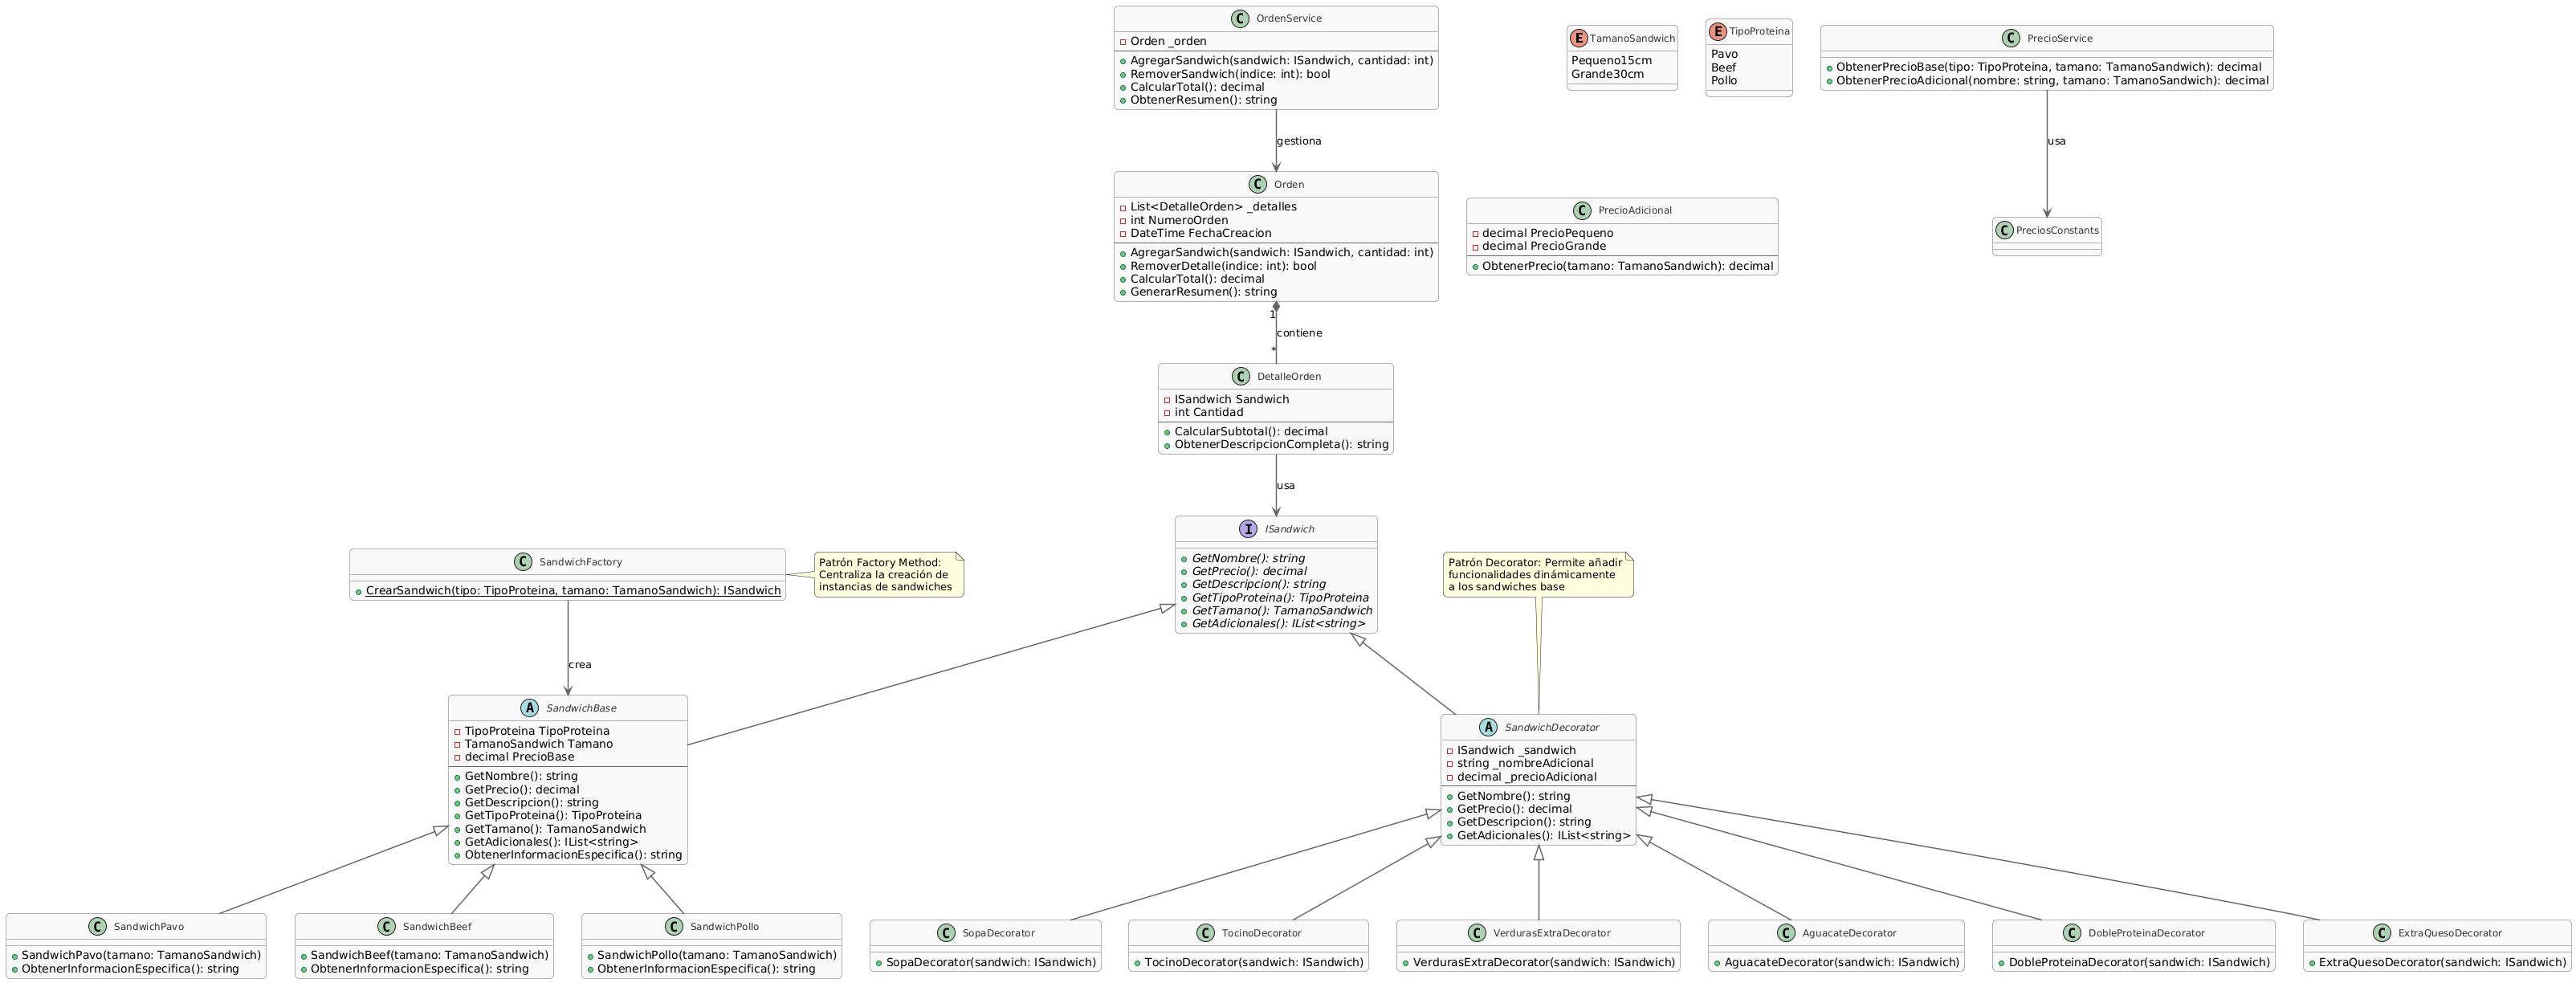 OrdenService
Orden _orden
AgregarSandwich(sandwich: ISandwich, cantidad: int)
RemoverSandwich(indice: int): bool
CalcularTotal(): decimal
ObtenerResumen(): string
TamanoSandwich
Pequeno15cm
Grande30cm
TipoProteina
Pavo
Beef
Pollo
PrecioService
ObtenerPrecioBase(tipo: TipoProteina, tamano: TamanoSandwich): decimal
ObtenerPrecioAdicional(nombre: string, tamano: TamanoSandwich): decimal
gestiona
usa
Orden
List<DetalleOrden> _detalles
int NumeroOrden
DateTime FechaCreacion
AgregarSandwich(sandwich: ISandwich, cantidad: int)
RemoverDetalle(indice: int): bool
CalcularTotal(): decimal
GenerarResumen(): string
PrecioAdicional
decimal PrecioPequeno
decimal PrecioGrande
ObtenerPrecio(tamano: TamanoSandwich): decimal
PreciosConstants
1
contiene
*
DetalleOrden
ISandwich Sandwich
int Cantidad
CalcularSubtotal(): decimal
ObtenerDescripcionCompleta(): string
usa
SandwichFactory
CrearSandwich(tipo: TipoProteina, tamano: TamanoSandwich): ISandwich
Patrón Factory Method:
Centraliza la creación de
instancias de sandwiches
ISandwich
GetNombre(): string
GetPrecio(): decimal
GetDescripcion(): string
GetTipoProteina(): TipoProteina
GetTamano(): TamanoSandwich
GetAdicionales(): IList<string>
Patrón Decorator: Permite añadir
funcionalidades dinámicamente
a los sandwiches base
crea
SandwichBase
TipoProteina TipoProteina
TamanoSandwich Tamano
decimal PrecioBase
GetNombre(): string
GetPrecio(): decimal
GetDescripcion(): string
GetTipoProteina(): TipoProteina
GetTamano(): TamanoSandwich
GetAdicionales(): IList<string>
ObtenerInformacionEspecifica(): string
SandwichDecorator
ISandwich _sandwich
string _nombreAdicional
decimal _precioAdicional
GetNombre(): string
GetPrecio(): decimal
GetDescripcion(): string
GetAdicionales(): IList<string>
SandwichPavo
SandwichPavo(tamano: TamanoSandwich)
ObtenerInformacionEspecifica(): string
SandwichBeef
SandwichBeef(tamano: TamanoSandwich)
ObtenerInformacionEspecifica(): string
SandwichPollo
SandwichPollo(tamano: TamanoSandwich)
ObtenerInformacionEspecifica(): string
SopaDecorator
SopaDecorator(sandwich: ISandwich)
TocinoDecorator
TocinoDecorator(sandwich: ISandwich)
VerdurasExtraDecorator
VerdurasExtraDecorator(sandwich: ISandwich)
AguacateDecorator
AguacateDecorator(sandwich: ISandwich)
DobleProteinaDecorator
DobleProteinaDecorator(sandwich: ISandwich)
ExtraQuesoDecorator
ExtraQuesoDecorator(sandwich: ISandwich)